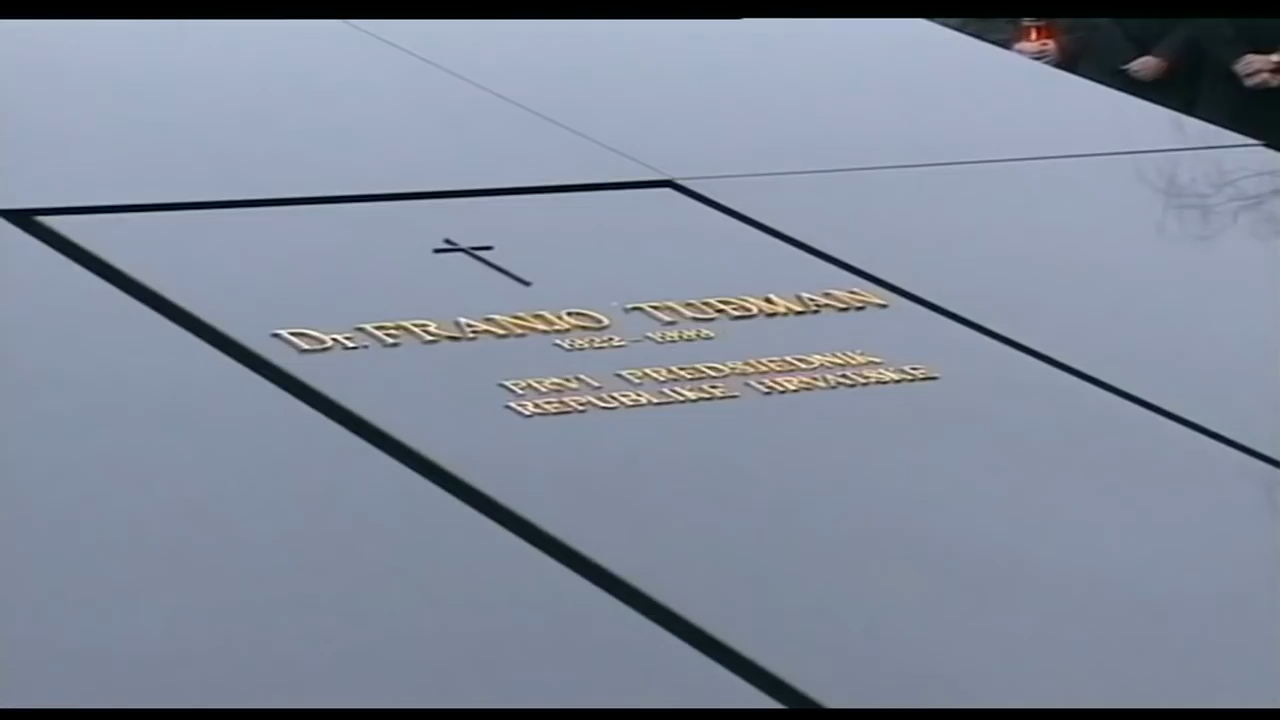 Dr. FRANJO TUĐMAN
1922 - 1999
PRVI PREDSJEDNIK
REPUBLIKE HRVATSKE